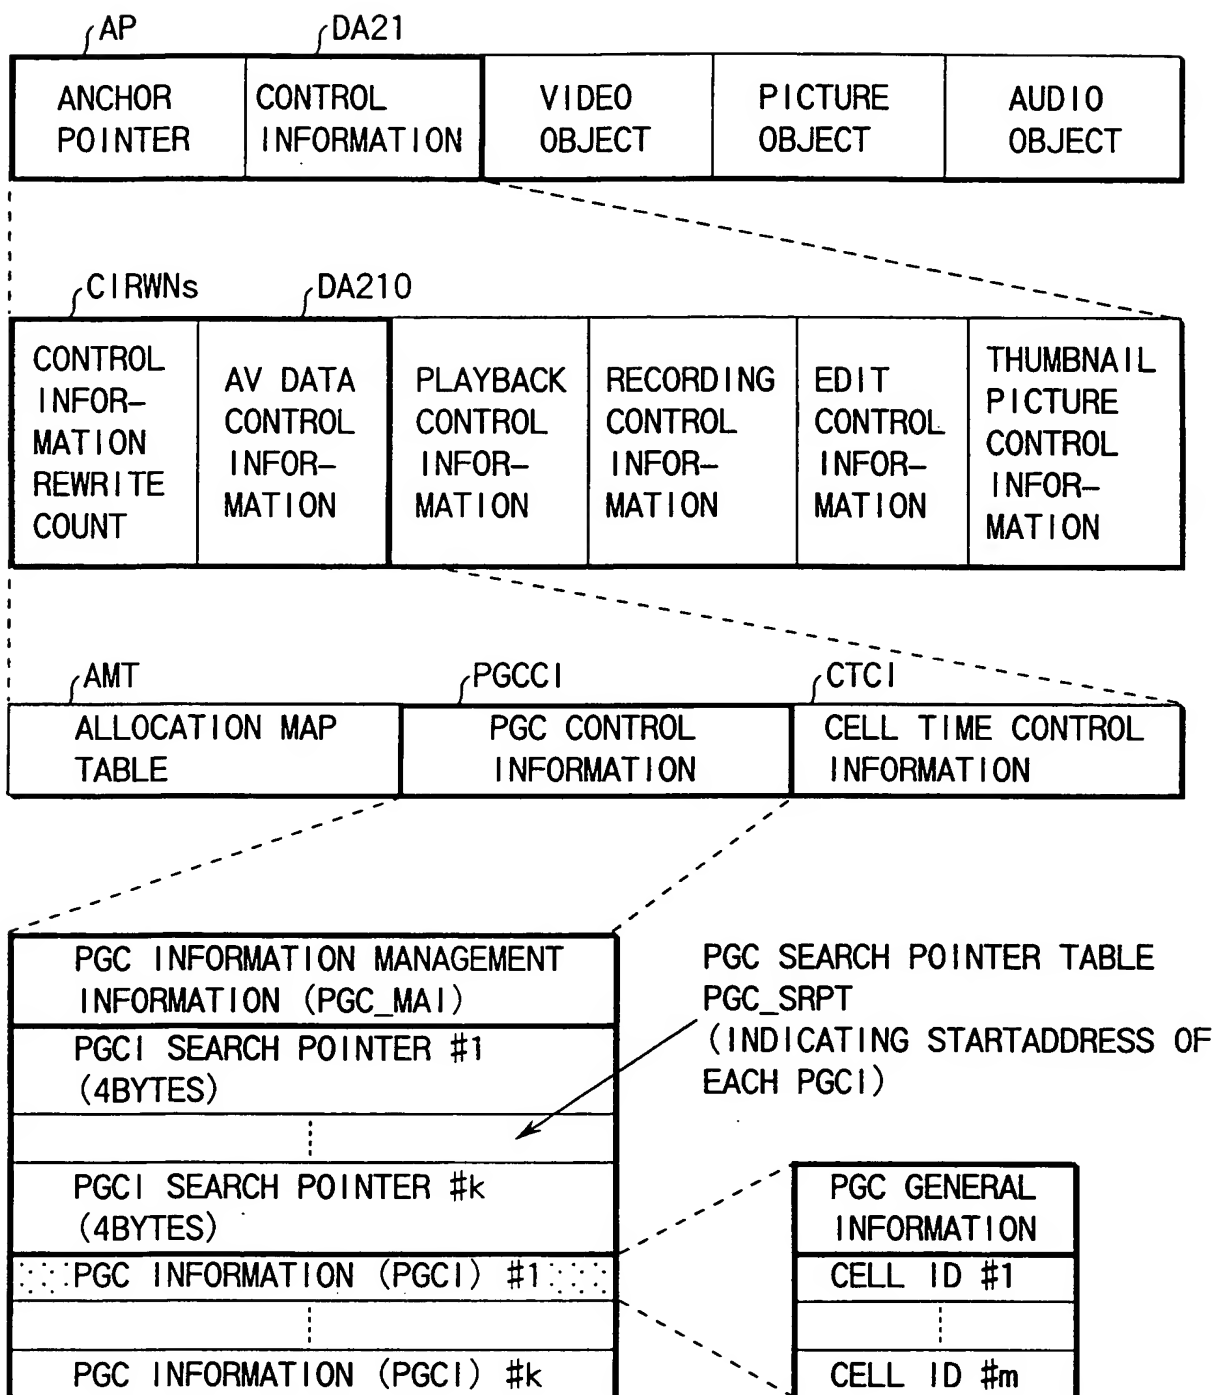 AP
DA21
ANCHOR
POINTER
CONTROL
INFORMATION
VIDEO
OBJECT
PICTURE
OBJECT
AUDIO
OBJECT
CIRWNs
DA210
CONTROL
INFOR-
MATION
REWRITE
COUNT
AV DATA
CONTROL
INFOR-
MATION
PLAYBACK
CONTROL
INFOR-
MATION
RECORDING
CONTROL
INFOR-
MATION
EDIT
CONTROL
INFOR-
MATION
THUMBNAIL
PICTURE
CONTROL
INFOR-
MATION
AMT
PGCCI
CTCI
ALLOCATION MAP
TABLE
PGC CONTROL
INFORMATION
CELL TIME CONTROL
INFORMATION
PGC INFORMATION MANAGEMENT
INFORMATION (PGC_MAI)
PGCI SEARCH POINTER #1
(4BYTES)
PGCI SEARCH POINTER #k
(4BYTES)
PGC INFORMATION (PGCI) #1
PGC INFORMATION (PGCI) #k
PGC SEARCH POINTER TABLE
PGC_SRPT
(INDICATING STARTADDRESS OF
EACH PGCI)
PGC GENERAL
INFORMATION
CELL ID #1
CELL ID #m